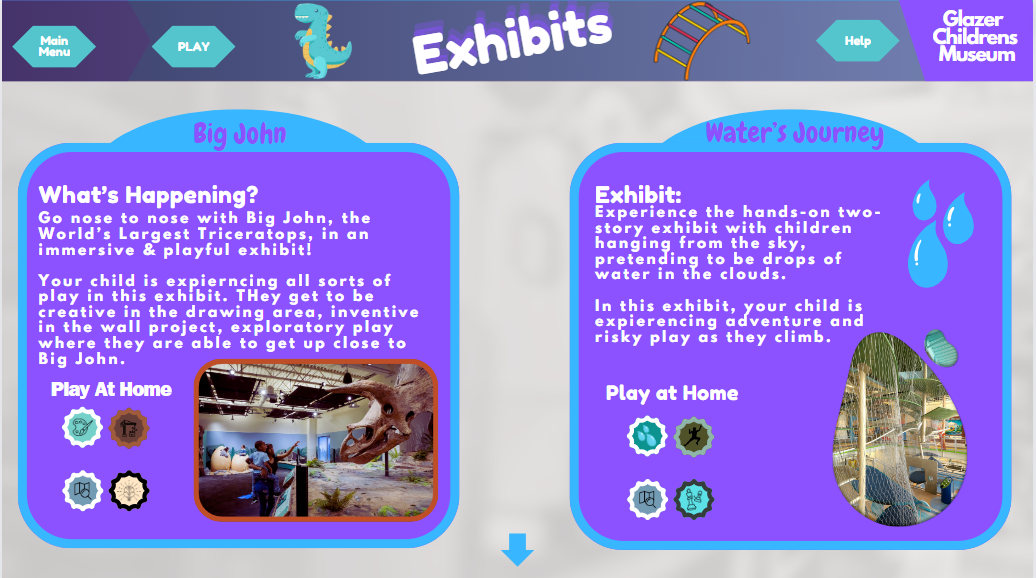 Main
Menu
PLAY
Exhibits
Help
Glazer
Childrens
Museum
Big John
What's Happening?
Go nose to nose with Big John, the
World's Largest Triceratops, in an
immersive & playful exhibit!
Your child is expierncing all sorts of
play in this exhibit. THey get to be
creative in the drawing area, inventive
in the wall project, exploratory play
where they are able to get up close to
Big John.
Play At Home
Water's Journey
Exhibit:
Experience the hands-on two-
story exhibit with children
hanging from the sky,
pretending to be drops of
water in the clouds.
In this exhibit, your child is
expierencing adventure and
risky play as they climb.
Play at Home